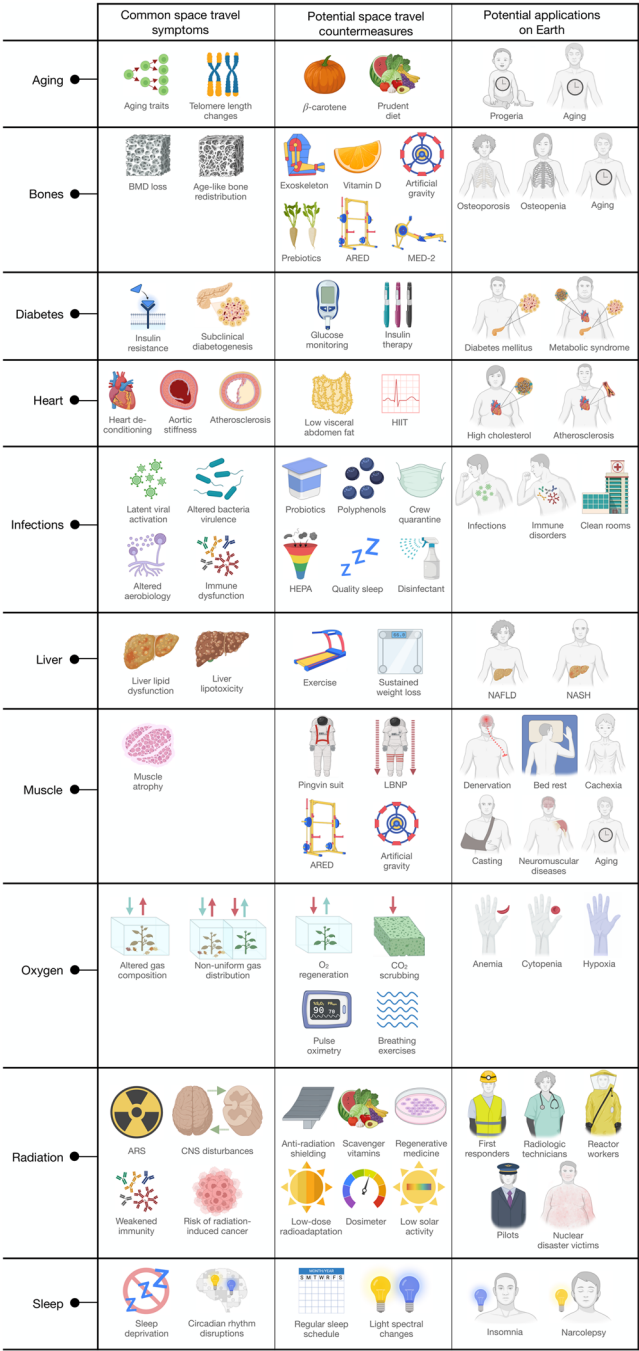 Common space travel
symptoms
Potential space travel
countermeasures
Potential applications
on Earth
Aging
Aging traits
Telomere length
changes
β-carotene
Prudent
diet
Progeria
Aging
Bones
BMD loss
Age-like bone
redistribution
Exoskeleton
Vitamin D
Artificial
gravity
Prebiotics
ARED
MED-2
Osteoporosis
Osteopenia
Aging
Diabetes
Insulin
resistance
Subclinical
diabetogenesis
Glucose
monitoring
Insulin
therapy
Diabetes mellitus
Metabolic syndrome
Heart
Heart de-
conditioning
Aortic
stiffness
Atherosclerosis
Low visceral
abdomen fat
HIIT
High cholesterol
Atherosclerosis
Infections
Latent viral
activation
Altered bacteria
virulence
Altered
aerobiology
Immune
dysfunction
Probiotics
Polyphenols
Crew
quarantine
HEPA
Quality sleep
Disinfectant
Infections
Immune
disorders
Clean rooms
Liver
Liver lipid
dysfunction
Liver
lipotoxicity
Exercise
Sustained
weight loss
NAFLD
NASH
Muscle
Muscle
atrophy
Pingvin suit
LBNP
ARED
Artificial
gravity
Denervation
Bed rest
Cachexia
Casting
Neuromuscular
diseases
Aging
Oxygen
Altered gas
composition
Non-uniform gas
distribution
O₂
regeneration
CO₂
scrubbing
90 70
Pulse
oximetry
Breathing
exercises
Anemia
Cytopenia
Hypoxia
Radiation
ARS
CNS disturbances
Weakened
immunity
Risk of radiation-
induced cancer
Anti-radiation
shielding
Scavenger
vitamins
Regenerative
medicine
Low-dose
radioadaptation
Dosimeter
Low solar
activity
First
responders
Radiologic
technicians
Reactor
workers
Pilots
Nuclear
disaster victims
Sleep
Z Z Z
Sleep
deprivation
Circadian rhythm
disruptions
MONTH/YEAR
S M T W R F S
Regular sleep
schedule
Light spectral
changes
Insomnia
Narcolepsy